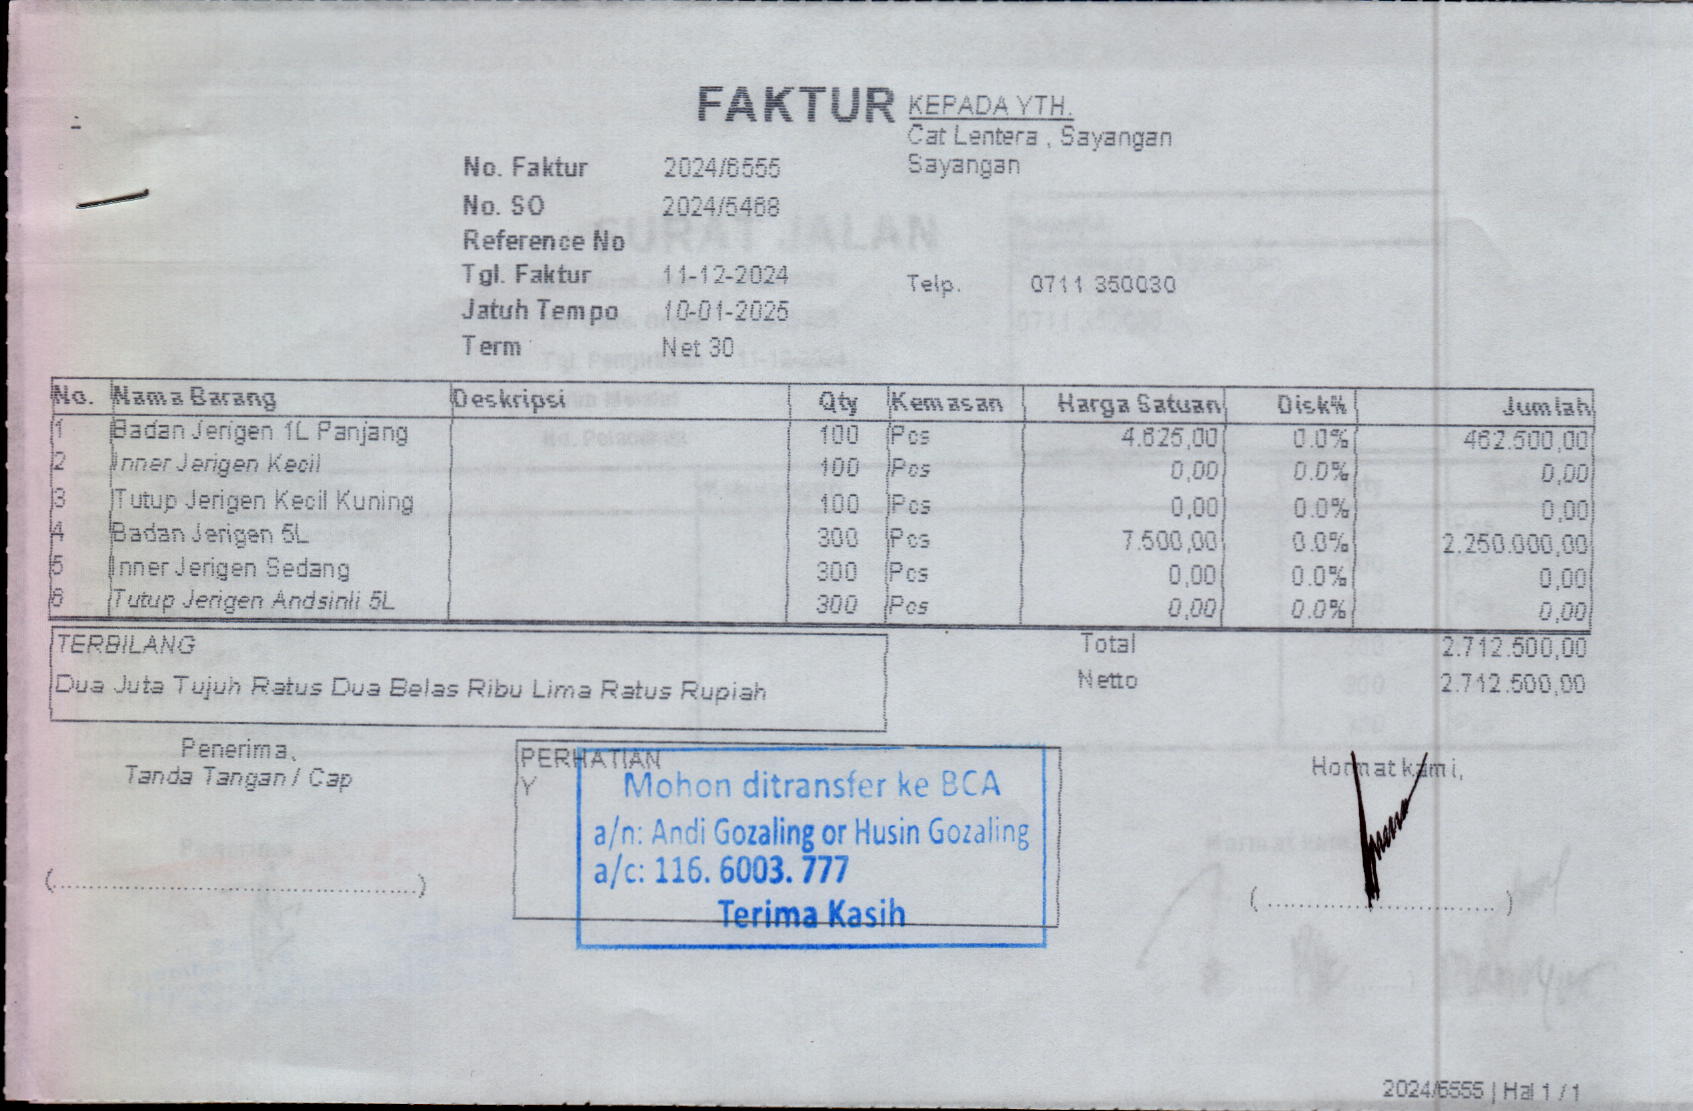 FAKTUR
KEPADA YTH.
Cat Lentera , Sayangan
Sayangan
No. Faktur 2024/6555
No. SO 2024/5468
Reference No
Tgl. Faktur 11-12-2024
Telp. 0711 350030
Jatuh Tempo 10-01-2025
Term Net 30
No. Nama Barang Deskripsi Qty Kemasan Harga Satuan Disk% Jumlah
1 Badan Jerigen 1L Panjang 100 Pcs 4.625,00 0.0% 462.500,00
2 Inner Jerigen Kecil 100 Pcs 0,00 0.0% 0,00
3 Tutup Jerigen Kecil Kuning 100 Pcs 0,00 0.0% 0,00
4 Badan Jerigen 5L 300 Pcs 7.500,00 0.0% 2.250.000,00
5 Inner Jerigen Sedang 300 Pcs 0,00 0.0% 0,00
6 Tutup Jerigen Andsinli 5L 300 Pcs 0,00 0.0% 0,00
TERBILANG
Dua Juta Tujuh Ratus Dua Belas Ribu Lima Ratus Rupiah
Total 2.712.500,00
Netto 2.712.500,00
Penerima,
Tanda Tangan / Cap
PERHATIAN
Y
Mohon ditransfer ke BCA
a/n: Andi Gozaling or Husin Gozaling
a/c: 116. 6003. 777
Terima Kasih
Hormat kami,
2024/6555 | Hal 1 / 1